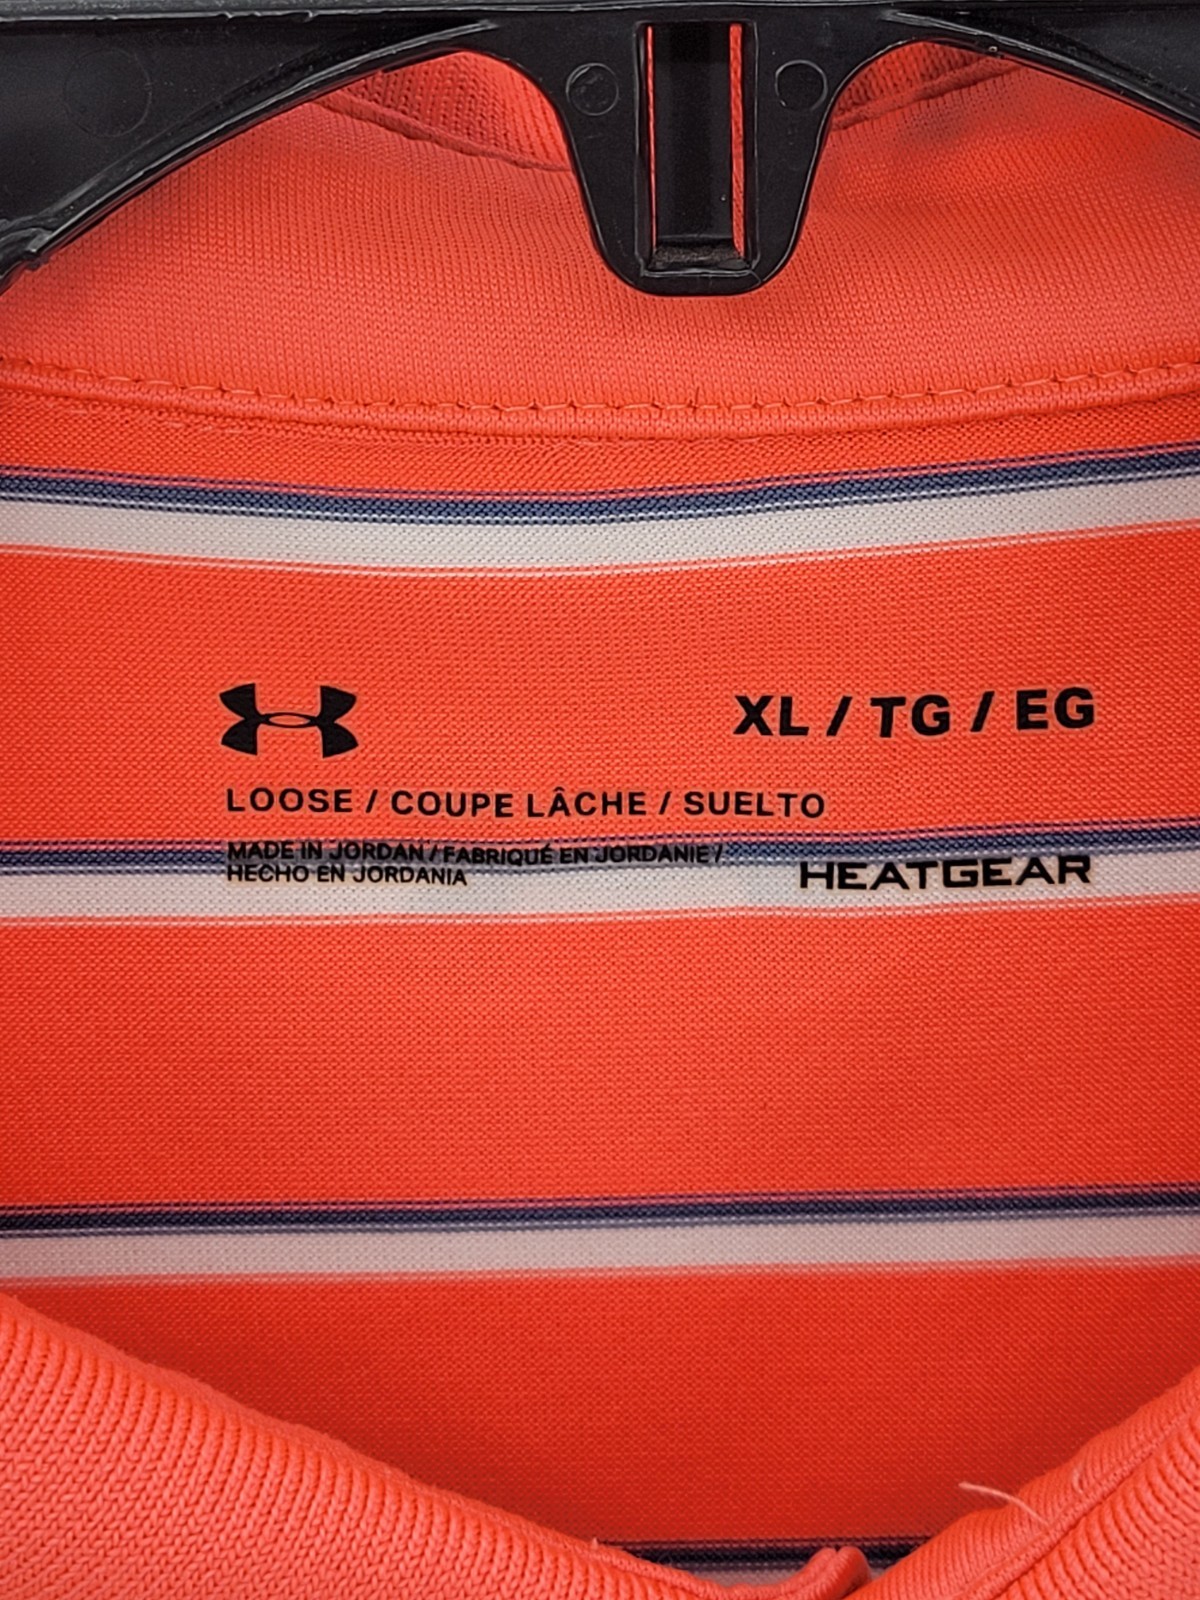 XL / TG / EG
LOOSE / COUPE LÂCHE / SUELTO
MADE IN JORDAN / FABRIQUÉ EN JORDANIE /
HECHO EN JORDANIA
HEATGEAR